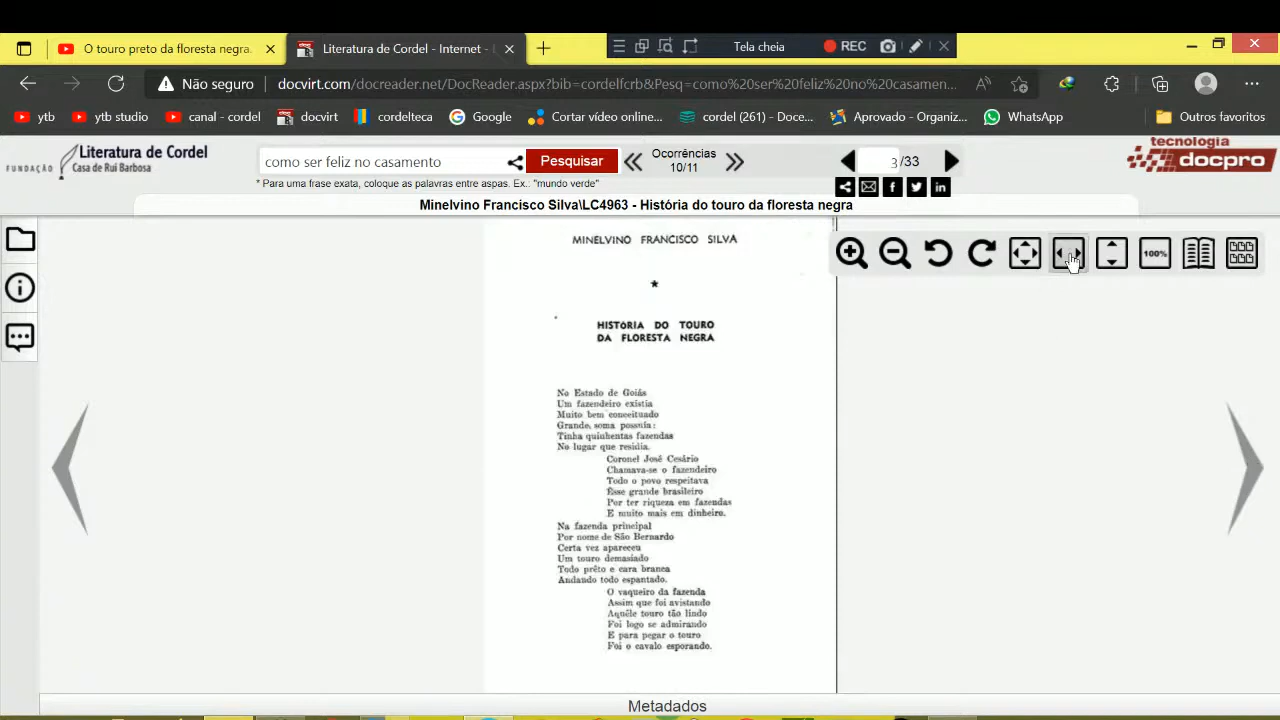 O touro preto da floresta negra.
Literatura de Cordel - Internet - L
Tela cheia
REC
Não seguro
docvirt.com/docreader.net/DocReader.aspx?bib=cordelfcrb&Pesq=como%20ser%20feliz%20no%20casamen...
ytb
ytb studio
canal - cordel
docvirt
cordelteca
Google
Cortar vídeo online...
cordel (261) - Doce...
Aprovado - Organiz...
WhatsApp
Outros favoritos
FUNDAÇÃO
Literatura de Cordel
Casa de Rui Barbosa
como ser feliz no casamento
Pesquisar
Ocorrências
10/11
3 /33
tecnologia
docpro
* Para uma frase exata, coloque as palavras entre aspas. Ex.: "mundo verde"
Minelvino Francisco Silva\LC4963 - História do touro da floresta negra
100%
MINELVINO FRANCISCO SILVA
HISTÓRIA DO TOURO
DA FLORESTA NEGRA
No Estado de Goiás
Um fazendeiro existia
Muito bem conceituado
Grande, soma possuía:
Tinha quinhentas fazendas
No lugar que residia.
Coronel José Cesário
Chamava-se o fazendeiro
Todo o povo respeitava
Êsse grande brasileiro
Por ter riqueza em fazendas
E muito mais em dinheiro.
Na fazenda principal
Por nome de São Bernardo
Certa vez apareceu
Um touro demasiado
Todo prêto e cara branca
Andando todo espantado.
O vaqueiro da fazenda
Assim que foi avistando
Aquêle touro tão lindo
Foi logo se admirando
E para pegar o touro
Foi o cavalo esporando.
Metadados